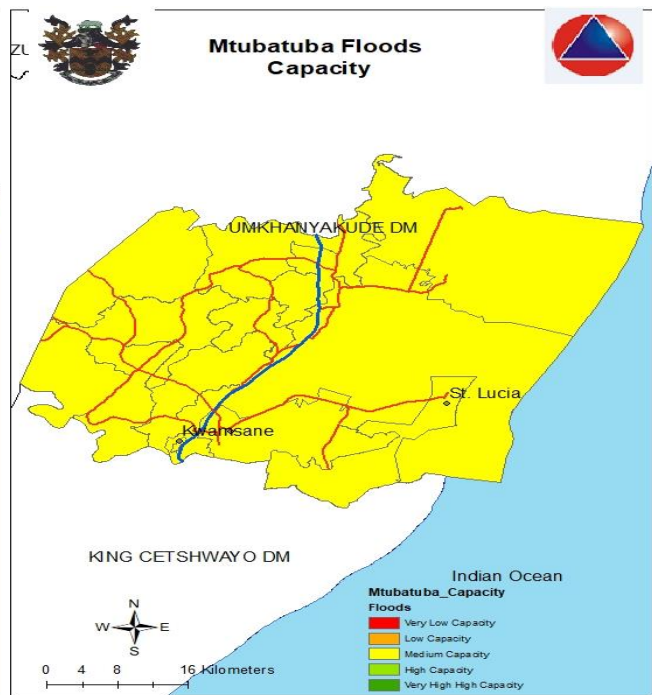 ZU
Mtubatuba Floods
Capacity
UMKHANYAKUDE DM
St. Lucia
Kwamsane
KING CETSHWAYO DM
Indian Ocean
Mtubatuba_Capacity
Floods
Very Low Capacity
Low Capacity
Medium Capacity
High Capacity
Very High High Capacity
N
W E
S
0 4 8 16 Kilometers